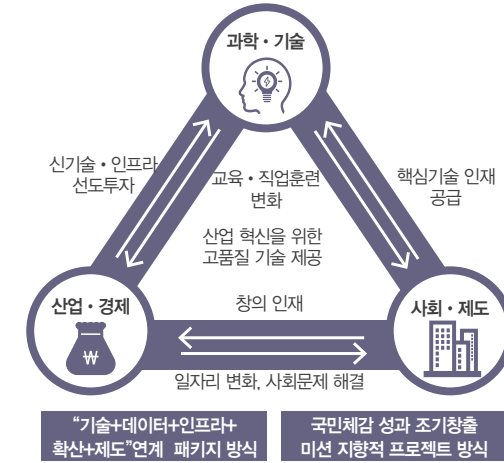 과학・기술
신기술・인프라
선도투자
교육・직업훈련
변화
핵심기술 인재
공급
산업 혁신을 위한
고품질 기술 제공
산업・경제
₩
창의 인재
사회・제도
일자리 변화, 사회문제 해결
“기술+데이터+인프라+
확산+제도”연계 패키지 방식
국민체감 성과 조기창출
미션 지향적 프로젝트 방식